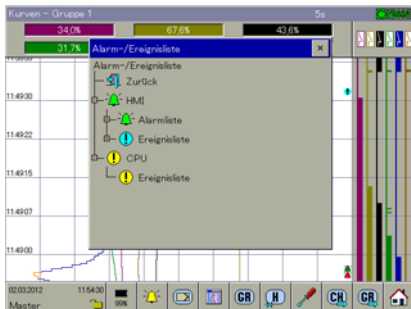 Kurven - Gruppe 1 5s
34,0% 67,6% 43,6%
31,7% Alarm-/Ereignisliste ×
Alarm-/Ereignisliste
Zurück
11:49:30 HMI
Alarmliste
11:49:22 Ereignisliste
CPU
11:49:15 Ereignisliste
11:49:07
11:49:00
02.03.2012 11:54:30
Master 99% GR H CH GR